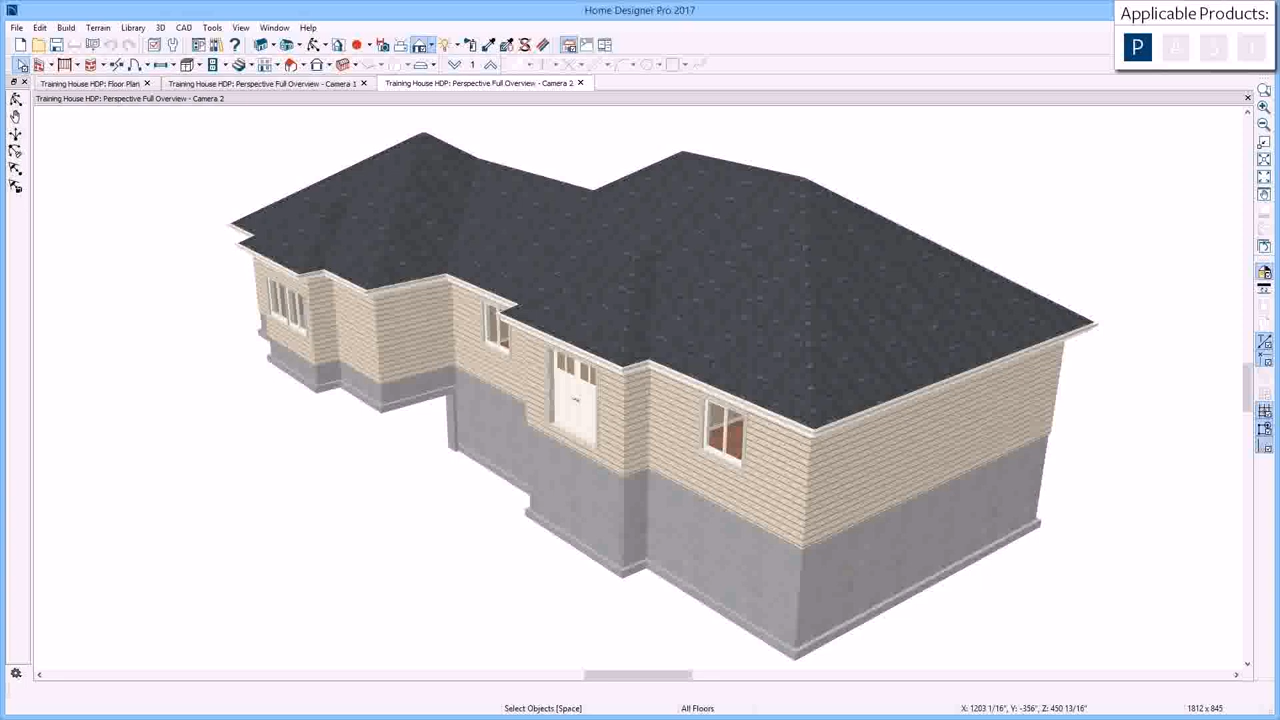 Home Designer Pro 2017
Applicable Products:
P A S I
File Edit Build Terrain Library 3D CAD Tools View Window Help
Training House HDP: Floor Plan Training House HDP: Perspective Full Overview - Camera 1 Training House HDP: Perspective Full Overview - Camera 2
Training House HDP: Perspective Full Overview - Camera 2
1
Select Objects [Space] All Floors X: 1203 1/16", Y: -356", Z: 450 13/16" 1812 x 845